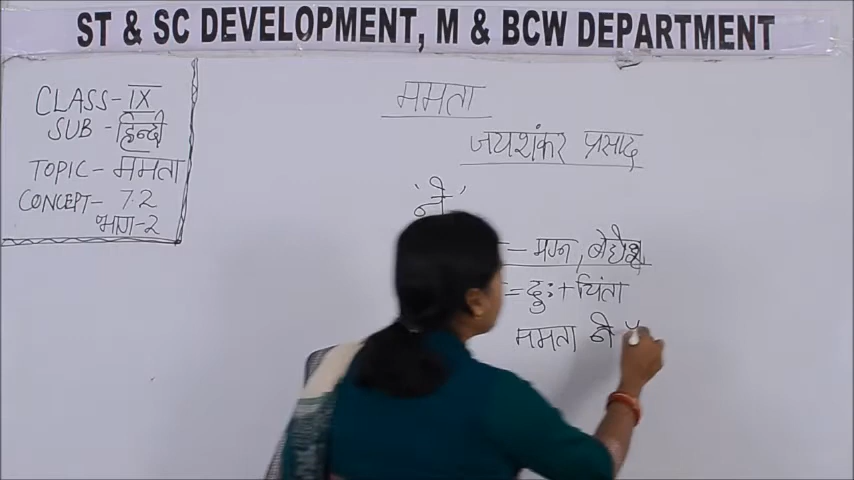 ST & SC DEVELOPMENT, M & BCW DEPARTMENT
CLASS - IX
SUB - हिन्दी
TOPIC - ममता
CONCEPT - 7.2
भाग - 2
ममता
जयशंकर प्रसाद
'ने'
- मग्न,
= दुः + चिंता
ममता ने